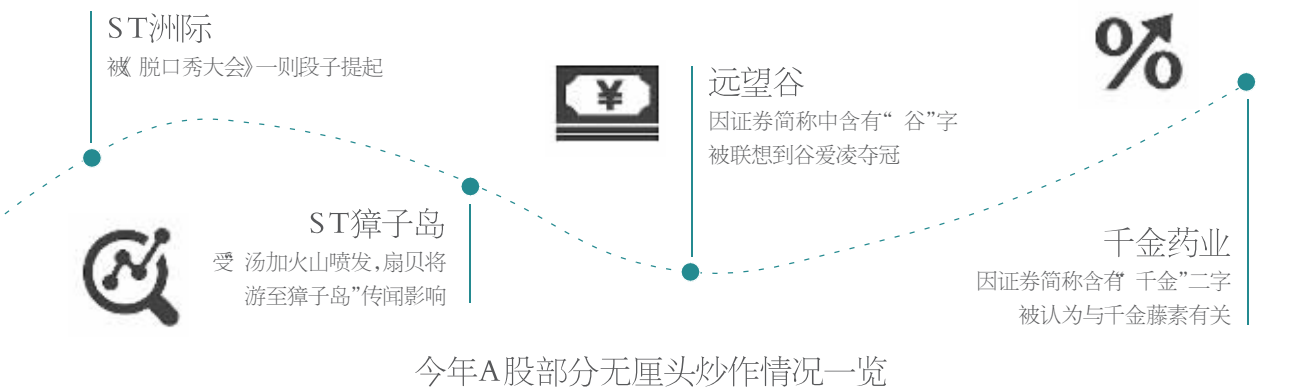 ST洲际
被《脱口秀大会》一则段子提起
远望谷
因证券简称中含有“谷”字
被联想到谷爱凌夺冠
ST獐子岛
受“汤加火山喷发,扇贝将
游至獐子岛”传闻影响
千金药业
因证券简称含有“千金”二字
被认为与千金藤素有关
今年A股部分无厘头炒作情况一览